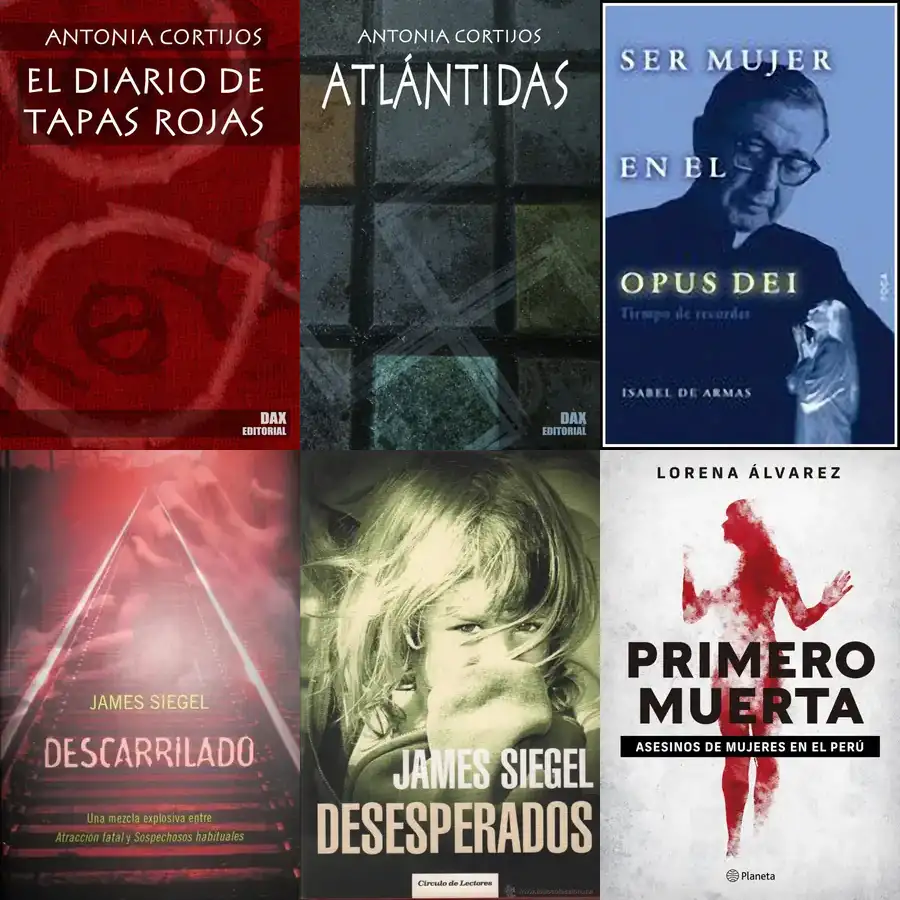 ANTONIA CORTIJOS
EL DIARIO DE
TAPAS ROJAS
DAX
EDITORIAL
ANTONIA CORTIJOS
ATLÁNTIDAS
DAX
EDITORIAL
SER MUJER
EN EL
OPUS DEI
Tiempo de recordar
ISABEL DE ARMAS
FOCA
JAMES SIEGEL
DESCARRILADO
Una mezcla explosiva entre
Atracción fatal y Sospechosos habituales
JAMES SIEGEL
DESESPERADOS
Círculo de Lectores
LORENA ÁLVAREZ
PRIMERO
MUERTA
ASESINOS DE MUJERES EN EL PERÚ
Planeta